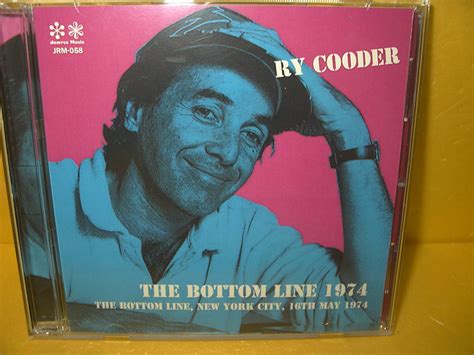 JRM-058
RY COODER
THE BOTTOM LINE 1974
THE BOTTOM LINE, NEW YORK CITY, 16TH MAY 1974